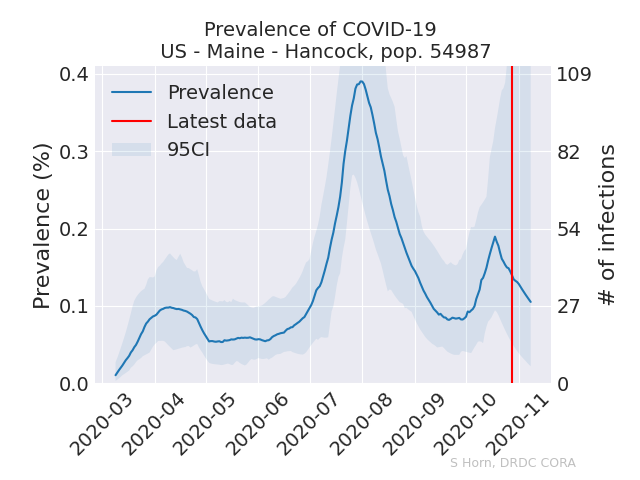 Prevalence of COVID-19
US - Maine - Hancock, pop. 54987
Prevalence (%)
0.4
0.3
0.2
0.1
0.0
Prevalence
Latest data
95CI
109
82
54
27
0
# of infections
2020-03
2020-04
2020-05
2020-06
2020-07
2020-08
2020-09
2020-10
2020-11
S Horn, DRDC CORA